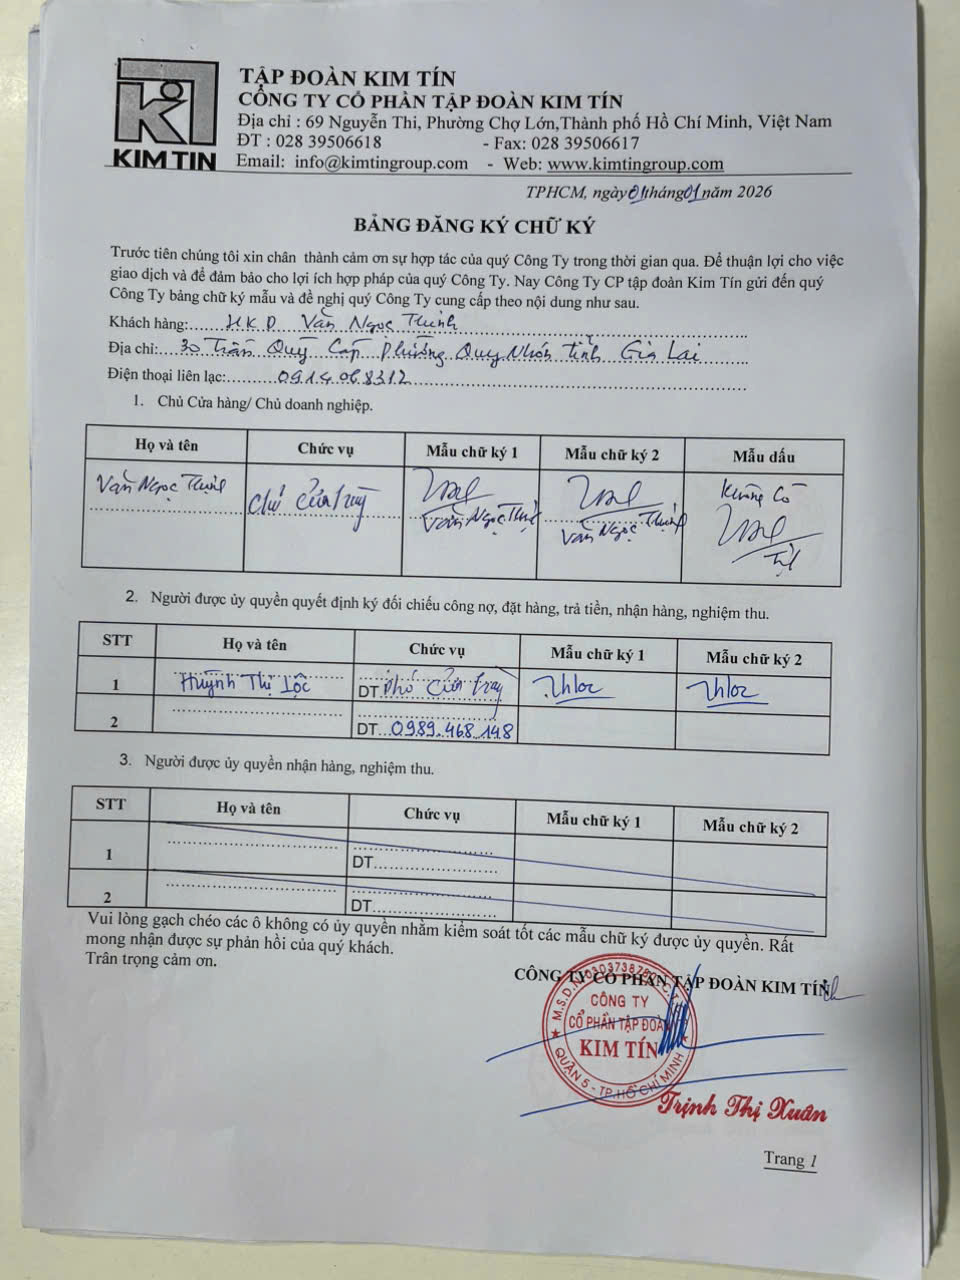 KIM TIN
TẬP ĐOÀN KIM TÍN
CÔNG TY CỔ PHẦN TẬP ĐOÀN KIM TÍN
Địa chỉ : 69 Nguyễn Thi, Phường Chợ Lớn,Thành phố Hồ Chí Minh, Việt Nam
ĐT : 028 39506618 - Fax: 028 39506617
Email: info@kimtingroup.com - Web: www.kimtingroup.com
TPHCM, ngày 01 tháng 01 năm 2026
BẢNG ĐĂNG KÝ CHỮ KÝ
Trước tiên chúng tôi xin chân thành cảm ơn sự hợp tác của quý Công Ty trong thời gian qua. Để thuận lợi cho việc
giao dịch và để đảm bảo cho lợi ích hợp pháp của quý Công Ty. Nay Công Ty CP tập đoàn Kim Tín gửi đến quý
Công Ty bảng chữ ký mẫu và đề nghị quý Công Ty cung cấp theo nội dung như sau.
Khách hàng: HKD Văn Ngọc Thịnh
Địa chỉ: 30 Trần Quý Cáp Phường Quy Nhơn Tỉnh Gia Lai
Điện thoại liên lạc: 0914.068312
1. Chủ Cửa hàng/ Chủ doanh nghiệp.
Họ và tên Chức vụ Mẫu chữ ký 1 Mẫu chữ ký 2 Mẫu dấu
Văn Ngọc Thịnh Chủ Cửa hàng Văn Ngọc Thịnh Văn Ngọc Thịnh Không Có
2. Người được ủy quyền quyết định ký đối chiếu công nợ, đặt hàng, trả tiền, nhận hàng, nghiệm thu.
STT Họ và tên Chức vụ Mẫu chữ ký 1 Mẫu chữ ký 2
1 Huỳnh Thị Lộc DT Phó Cửa hàng Thloc Thloc
2 DT 0989.468.148
3. Người được ủy quyền nhận hàng, nghiệm thu.
STT Họ và tên Chức vụ Mẫu chữ ký 1 Mẫu chữ ký 2
1 DT
2 DT
Vui lòng gạch chéo các ô không có ủy quyền nhằm kiểm soát tốt các mẫu chữ ký được ủy quyền. Rất
mong nhận được sự phản hồi của quý khách.
Trân trọng cảm ơn.
CÔNG TY CỔ PHẦN TẬP ĐOÀN KIM TÍN
CÔNG TY
CỔ PHẦN TẬP ĐOÀN
KIM TÍN
QUẬN 5 - TP.HỒ CHÍ MINH
Trịnh Thị Xuân
Trang 1